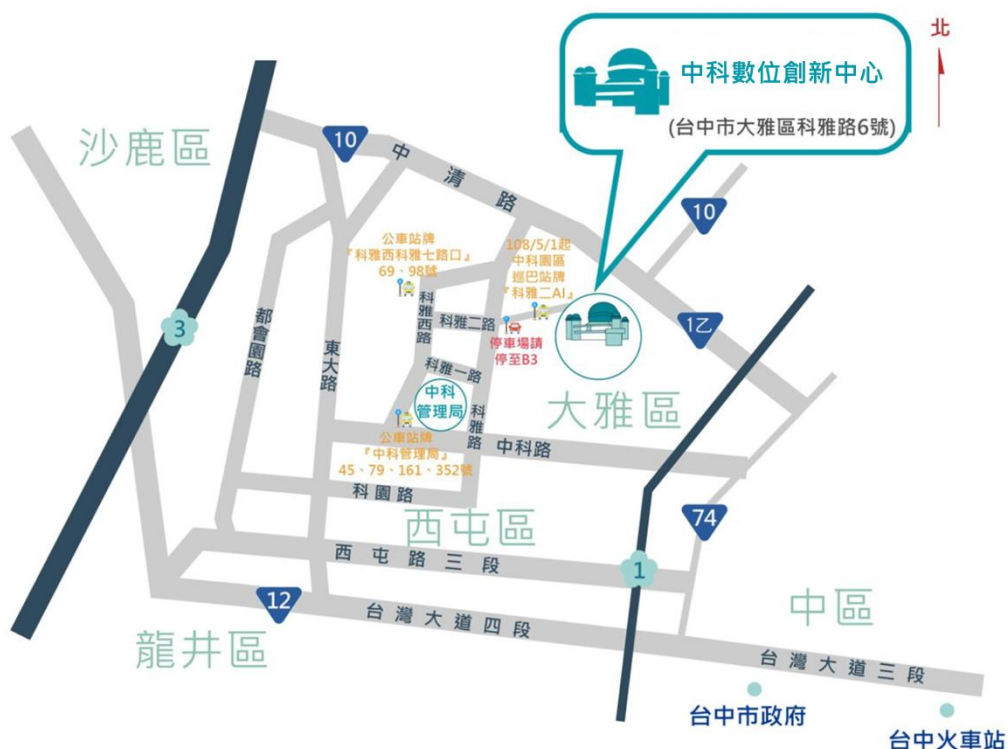 北
中科數位創新中心
(台中市大雅區科雅路6號)
沙鹿區
10
中清路
10
公車站牌
『科雅西科雅七路口』
69、98號
108/5/1起
中科園區
巡巴站牌
『科雅二AI』
3
都會園路
東大路
科雅西路
科雅二路
停車場請
停至B3
1乙
科雅一路
中科
管理局
科雅路
大雅區
公車站牌
『中科管理局』
45、79、161、352號
中科路
科園路
西屯區
74
西屯路三段
1
12
台灣大道四段
中區
龍井區
台灣大道三段
台中市政府
台中火車站